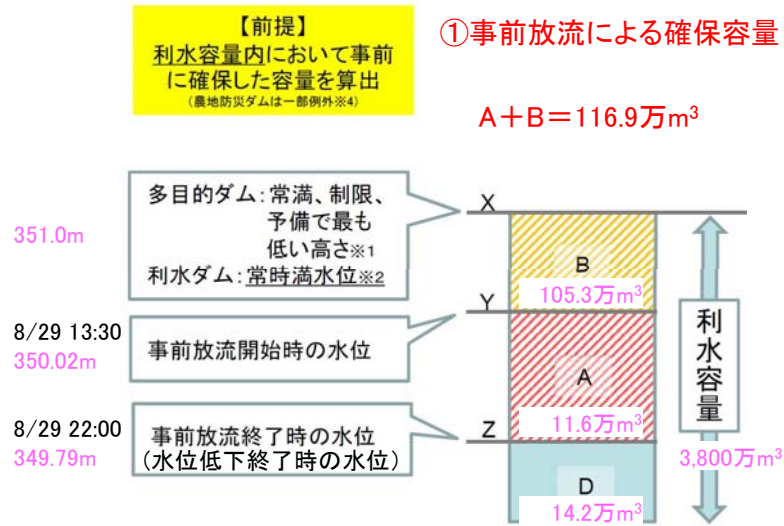 【前提】
利水容量内において事前
に確保した容量を算出
(農地防災ダムは一部例外※4)
①事前放流による確保容量
A＋B＝116.9万m³
351.0m
多目的ダム：常満、制限、
予備で最も
低い高さ※1
利水ダム：常時満水位※2
X
B
105.3万m³
8/29 13:30
350.02m
事前放流開始時の水位
Y
A
11.6万m³
利水容量
3,800万m³
8/29 22:00
349.79m
事前放流終了時の水位
（水位低下終了時の水位）
Z
D
14.2万m³